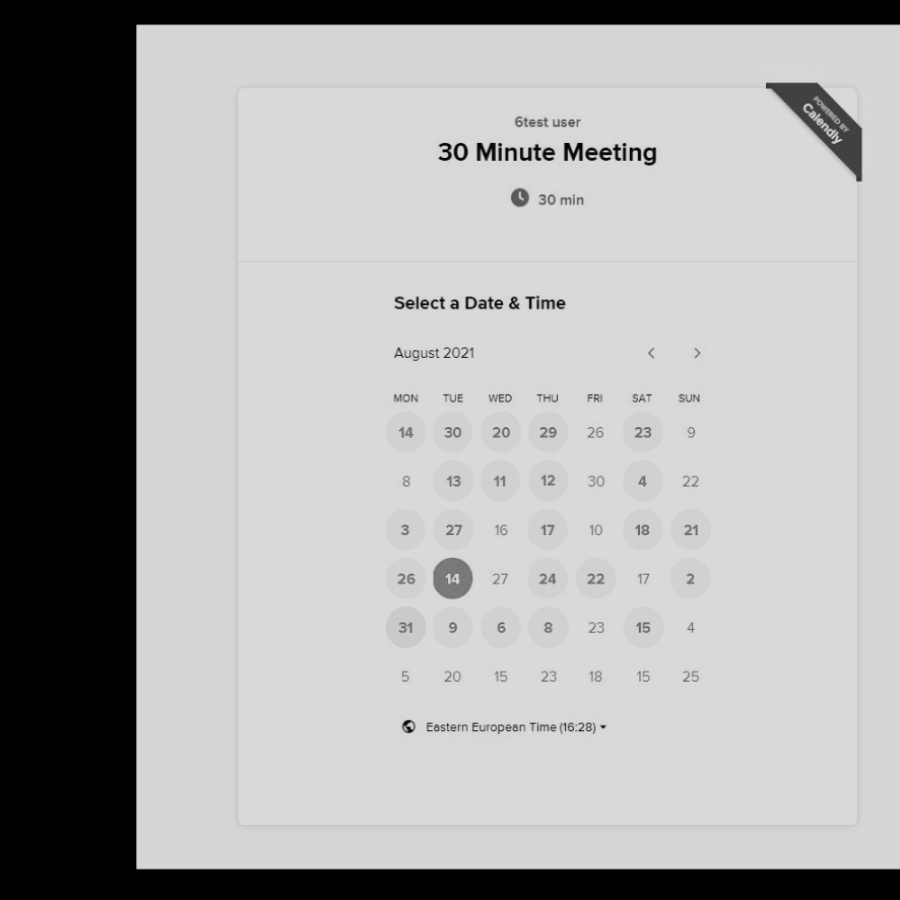 POWERED BY
Calendly
6test user
30 Minute Meeting
30 min
Select a Date & Time
August 2021
MON TUE WED THU FRI SAT SUN
14 30 20 29 26 23 9
8 13 11 12 30 4 22
3 27 16 17 10 18 21
26 14 27 24 22 17 2
31 9 6 8 23 15 4
5 20 15 23 18 15 25
Eastern European Time (16:28)